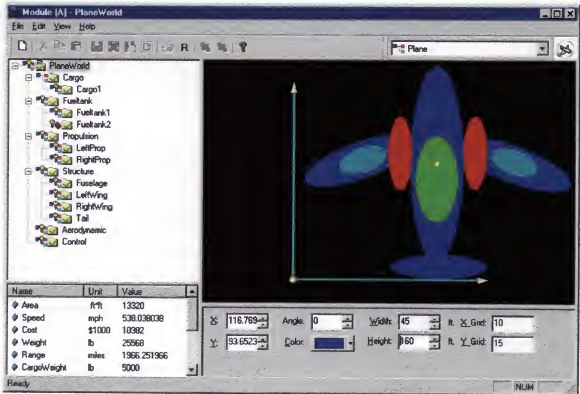 Module (A) - PlaneWorld
File Edit View Help
R ?
Plane
PlaneWorld
Cargo
Cargo1
Fueltank
Fueltank1
Fueltank2
Propulsion
LeftProp
RightProp
Structure
Fuselage
LeftWing
RightWing
Tail
Aerodynamic
Control
Name Unit Value
Area ft*ft 13320
Speed mph 538.038038
Cost $1000 10382
Weight lb 25568
Range miles 1966.251966
CargoWeight lb 5000
X: 116.769 Angle: 0 Width: 45 ft. X_Grid: 10
Y: 93.6523 Color: Height: 160 ft. Y_Grid: 15
Ready NUM